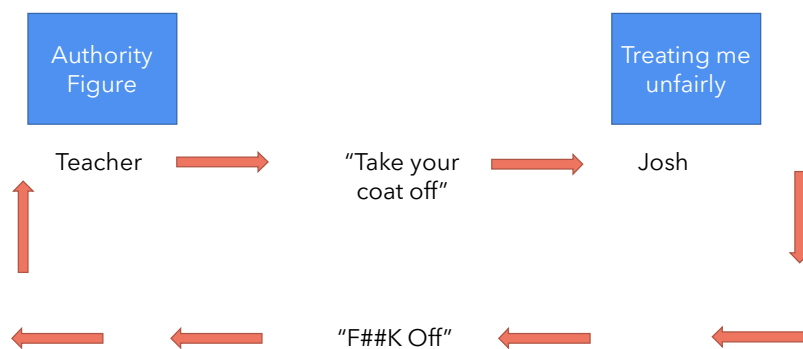 Authority
Figure
Treating me
unfairly
Teacher
“Take your
coat off”
Josh
“F##K Off”